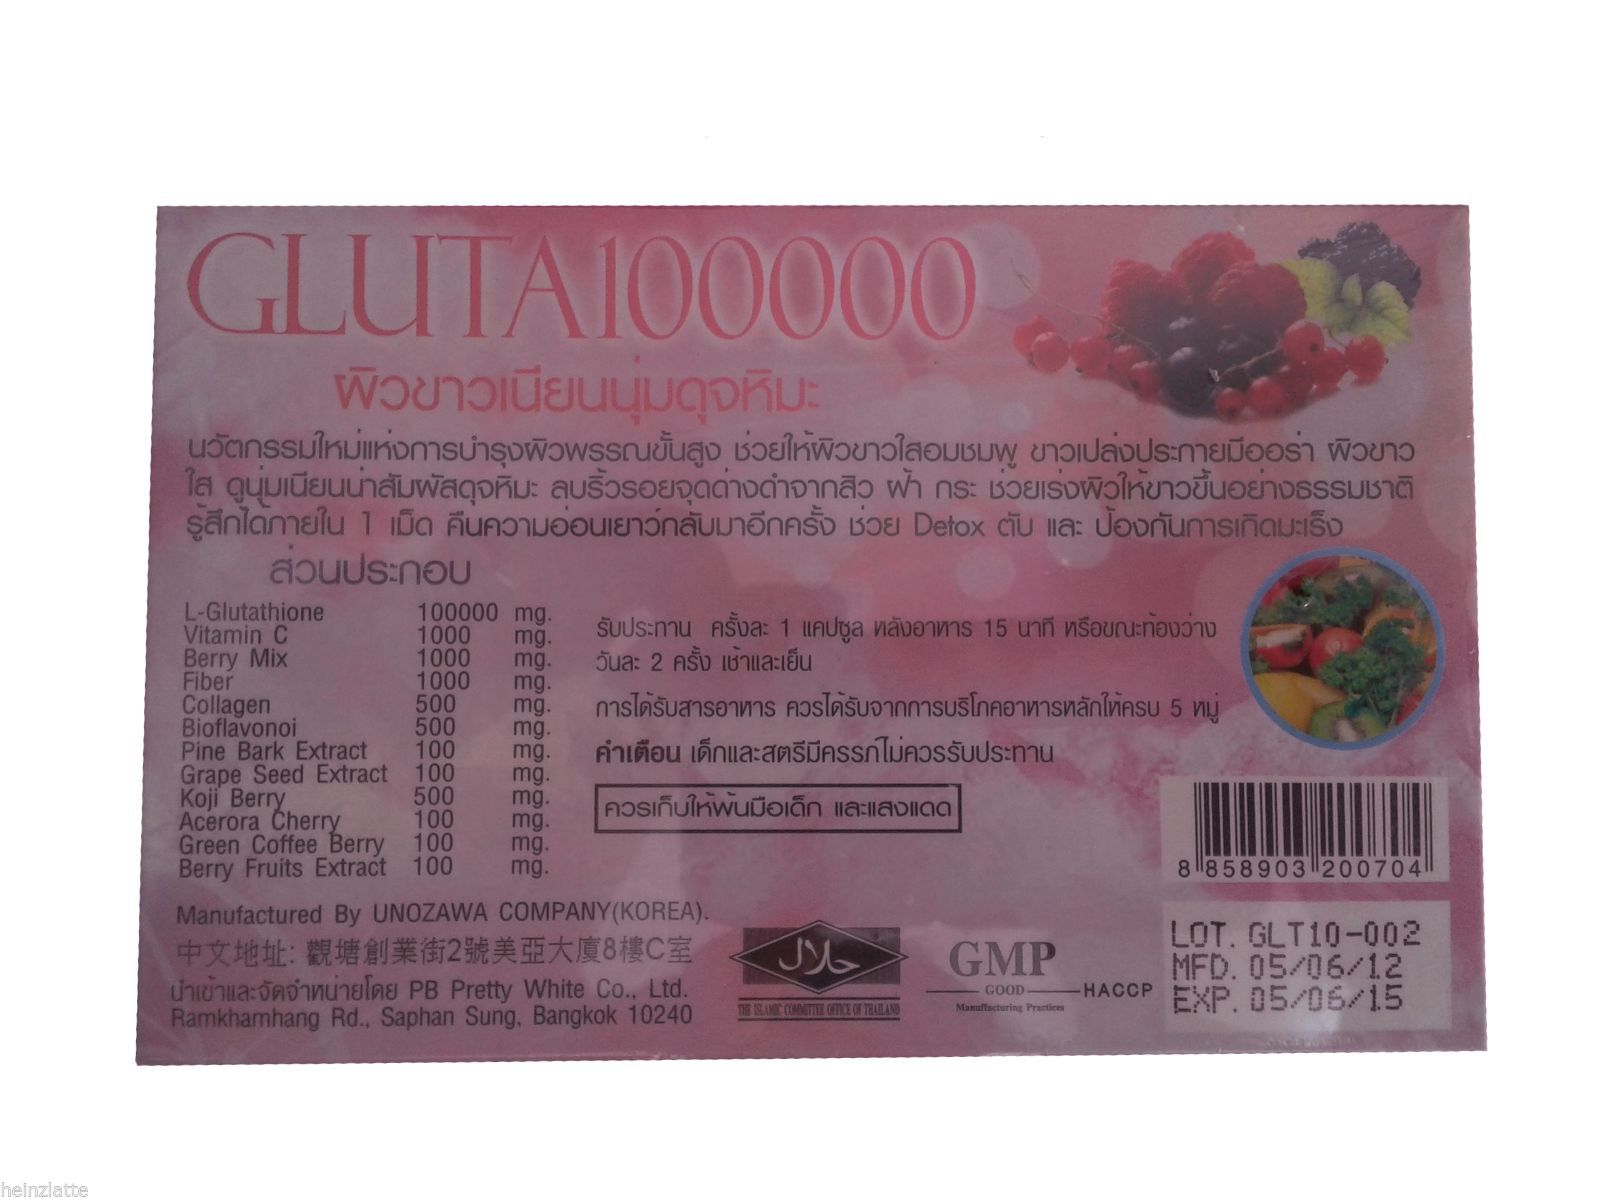 GLUTA100000
ผิวขาวเนียนนุ่มดุจหิมะ
นวัตกรรมใหม่แห่งการบำรุงผิวพรรณขั้นสูง ช่วยให้ผิวขาวใสอมชมพู ขาวเปล่งประกายมีออร่า ผิวขาว
ใส ดูนุ่มเนียนน่าสัมผัสดุจหิมะ ลบริ้วรอยจุดด่างดำจากสิว ฝ้า กระ ช่วยเร่งผิวให้ขาวขึ้นอย่างธรรมชาติ
รู้สึกได้ภายใน 1 เม็ด คืนความอ่อนเยาว์กลับมาอีกครั้ง ช่วย Detox ตับ และ ป้องกันการเกิดมะเร็ง
ส่วนประกอบ
L-Glutathione 100000 mg.
Vitamin C 1000 mg.
Berry Mix 1000 mg.
Fiber 1000 mg.
Collagen 500 mg.
Bioflavonoi 500 mg.
Pine Bark Extract 100 mg.
Grape Seed Extract 100 mg.
Koji Berry 500 mg.
Acerora Cherry 100 mg.
Green Coffee Berry 100 mg.
Berry Fruits Extract 100 mg.
รับประทาน ครั้งละ 1 แคปซูล หลังอาหาร 15 นาที หรือขณะท้องว่าง
วันละ 2 ครั้ง เช้าและเย็น
การได้รับสารอาหาร ควรได้รับจากการบริโภคอาหารหลักให้ครบ 5 หมู่
คำเตือน เด็กและสตรีมีครรภ์ไม่ควรรับประทาน
ควรเก็บให้พ้นมือเด็ก และแสงแดด
8 858903 200704
Manufactured By UNOZAWA COMPANY(KOREA).
中文地址: 觀塘創業街2號美亞大廈8樓C室
นำเข้าและจัดจำหน่ายโดย PB Pretty White Co., Ltd.
Ramkhamhang Rd., Saphan Sung, Bangkok 10240
حلال
THE ISLAMIC COMMITTEE OFFICE OF THAILAND
GMP
GOOD
Manufacturing Practices
HACCP
LOT. GLT10-002
MFD. 05/06/12
EXP. 05/06/15
heinzlatte